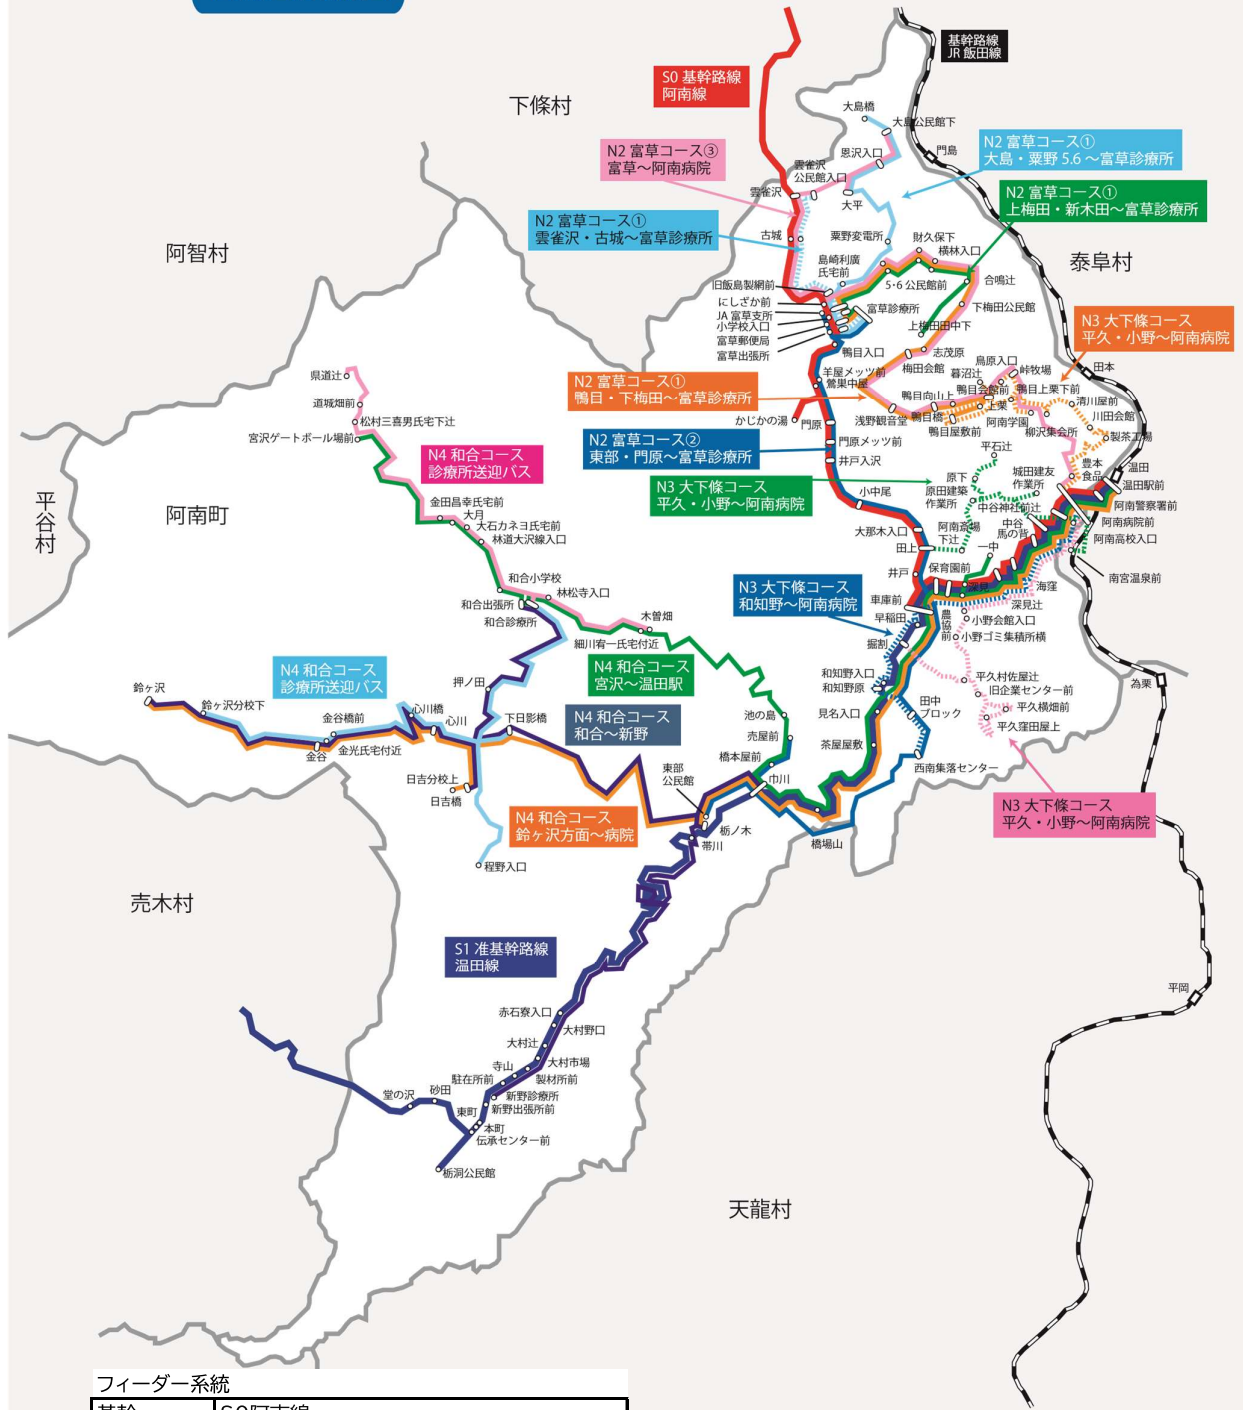 基幹路線
JR 飯田線
S0 基幹路線
阿南線
下條村
大島橋
大島公民館下
門島
N2 富草コース③
富草～阿南病院
恩沢入口
N2 富草コース①
大島・粟野 5.6 ～富草診療所
雲雀沢
公民館入口
雲雀沢
大平
N2 富草コース①
上梅田・新木田～富草診療所
N2 富草コース①
雲雀沢・古城～富草診療所
古城
粟野変電所
財久保下
横林入口
阿智村
島崎利廣
氏宅前
泰阜村
旧飯島製網前
5・6 公民館前
合鳴辻
にしざか前
JA 富草支所
小学校入口
富草郵便局
富草出張所
富草診療所
下梅田公民館
上梅田田中下
N3 大下條コース
平久・小野～阿南病院
鴨目入口
志茂原
梅田会館
鳥原入口
峠牧場
田本
県道辻
羊屋メッツ前
鷲巣中屋
暮沼辻
鴨目会館前
鴨目上栗下前
N2 富草コース①
鴨目・下梅田～富草診療所
道城畑前
鴨目向山上
上栗
清川屋前
松村三喜男氏宅下辻
かじかの湯
門原
浅野観音堂
鴨目橋
阿南学園
川田会館
宮沢ゲートボール場前
鴨目屋敷前
柳沢集会所
製茶工場
N2 富草コース②
東部・門原～富草診療所
門原メッツ前
平石辻
N4 和合コース
診療所送迎バス
井戸入沢
豊本
食品
温田
温田駅前
原下
城田建友
作業所
N3 大下條コース
平久・小野～阿南病院
小中尾
原田建築
作業所
中谷神社前辻
阿南警察署前
平谷村
阿南町
金田昌幸氏宅前
大月
大石カネヨ氏宅前
林道大沢線入口
大那木入口
阿南斎場
下辻
中谷
馬の背
阿南病院前
阿南高校入口
田上
一中
和合小学校
林松寺入口
井戸
保育園前
深見
海窪
南宮温泉前
N3 大下條コース
和知野～阿南病院
和合出張所
和合診療所
木曽畑
車庫前
早稲田
農協前
深見辻
小野会館入口
細川宥一氏宅付近
掘割
小野ゴミ集積所横
N4 和合コース
診療所送迎バス
N4 和合コース
宮沢～温田駅
和知野入口
和知野原
平久村佐屋辻
旧企業センター前
為栗
鈴ヶ沢
押ノ田
鈴ヶ沢分校下
心川橋
心川
下日影橋
N4 和合コース
和合～新野
池の島
見名入口
田中
ブロック
平久横畑前
平久窪田屋上
金谷橋前
金谷
金光氏宅付近
売屋前
橋本屋前
茶屋屋敷
日吉分校上
日吉橋
東部
公民館
巾川
西南集落センター
N3 大下條コース
平久・小野～阿南病院
N4 和合コース
鈴ヶ沢方面～病院
栃ノ木
帯川
橋場山
程野入口
売木村
S1 准基幹路線
温田線
平岡
赤石寮入口
大村野口
大村辻
大村市場
寺山
駐在所前
製材所前
堂の沢
砂田
新野診療所
新野出張所前
東町
本町
伝承センター前
栃洞公民館
天龍村
フィーダー系統